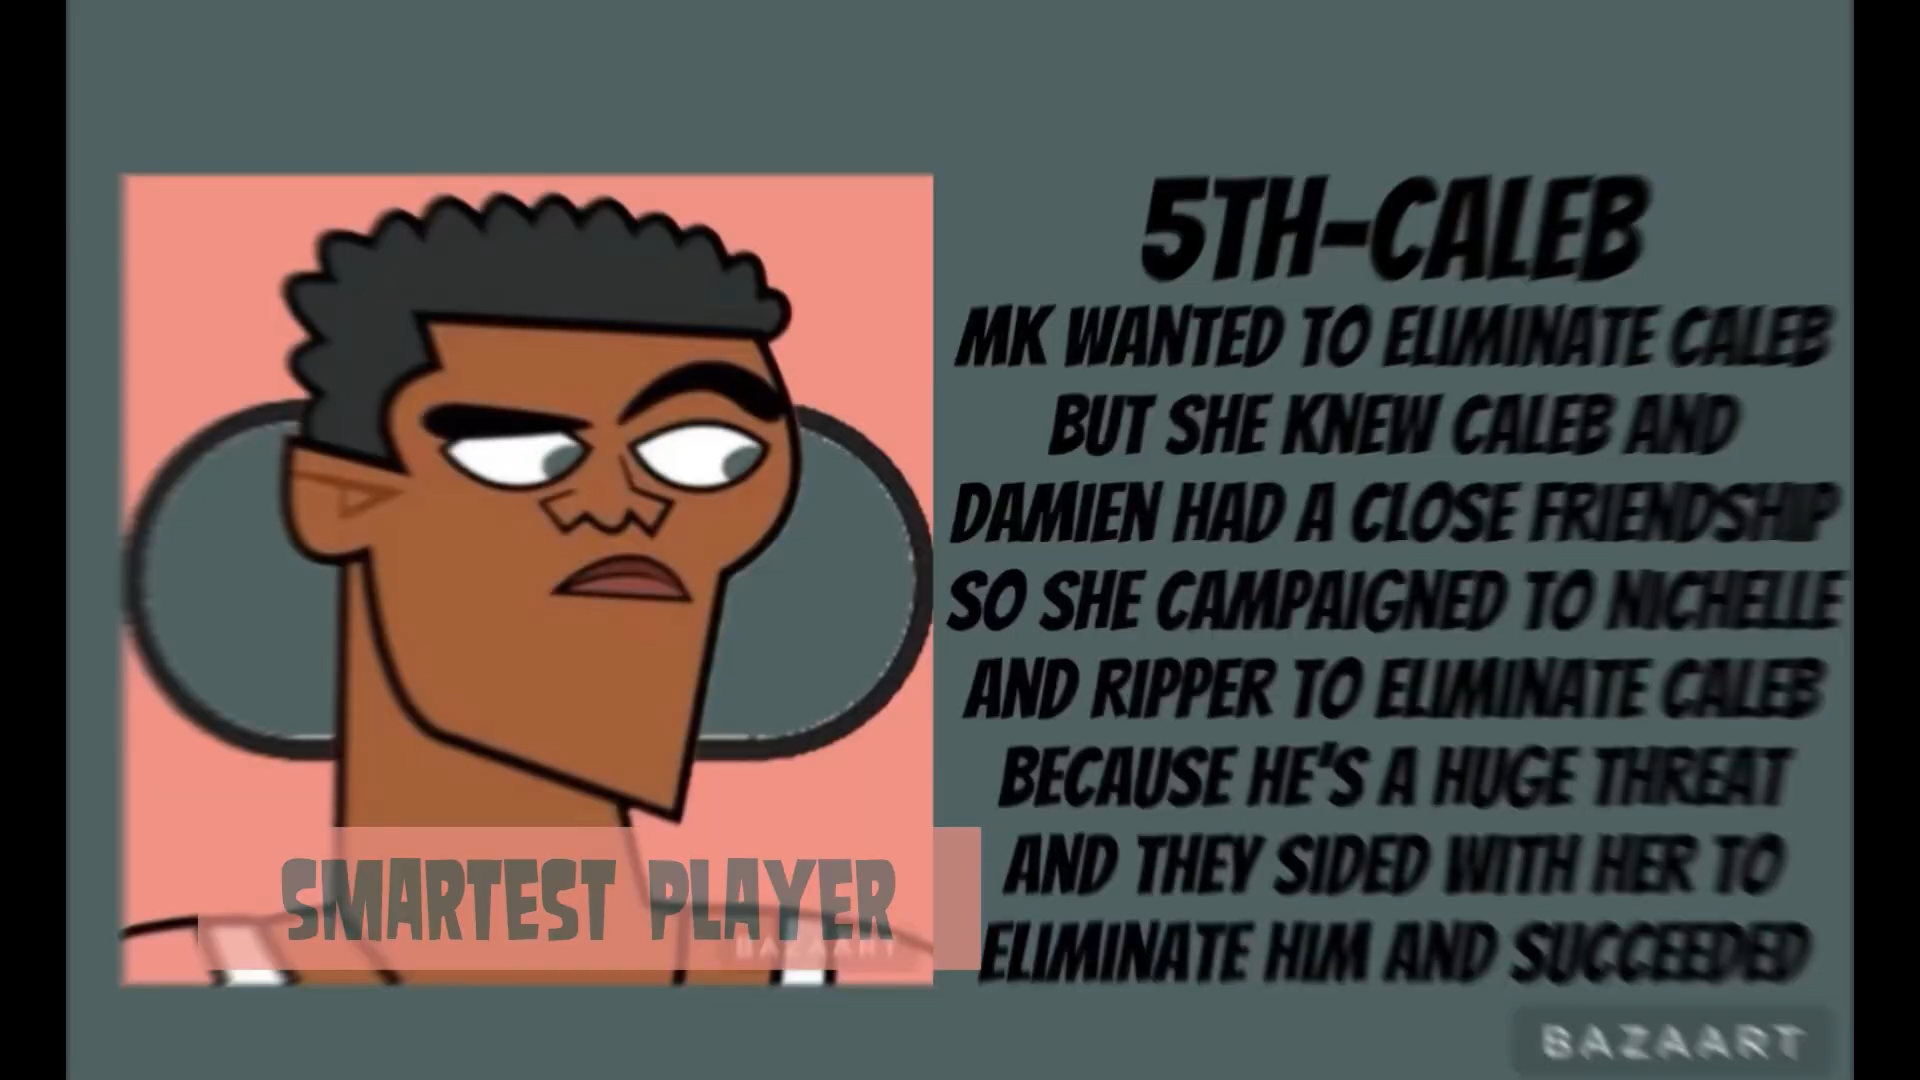 5TH-CALEB
MK WANTED TO ELIMINATE CALEB
BUT SHE KNEW CALEB AND
DAMIEN HAD A CLOSE FRIENDSHIP
SO SHE CAMPAIGNED TO NICHELLE
AND RIPPER TO ELIMINATE CALEB
BECAUSE HE'S A HUGE THREAT
AND THEY SIDED WITH HER TO
ELIMINATE HIM AND SUCCEEDED
SMARTEST PLAYER
BAZAART
BAZAART